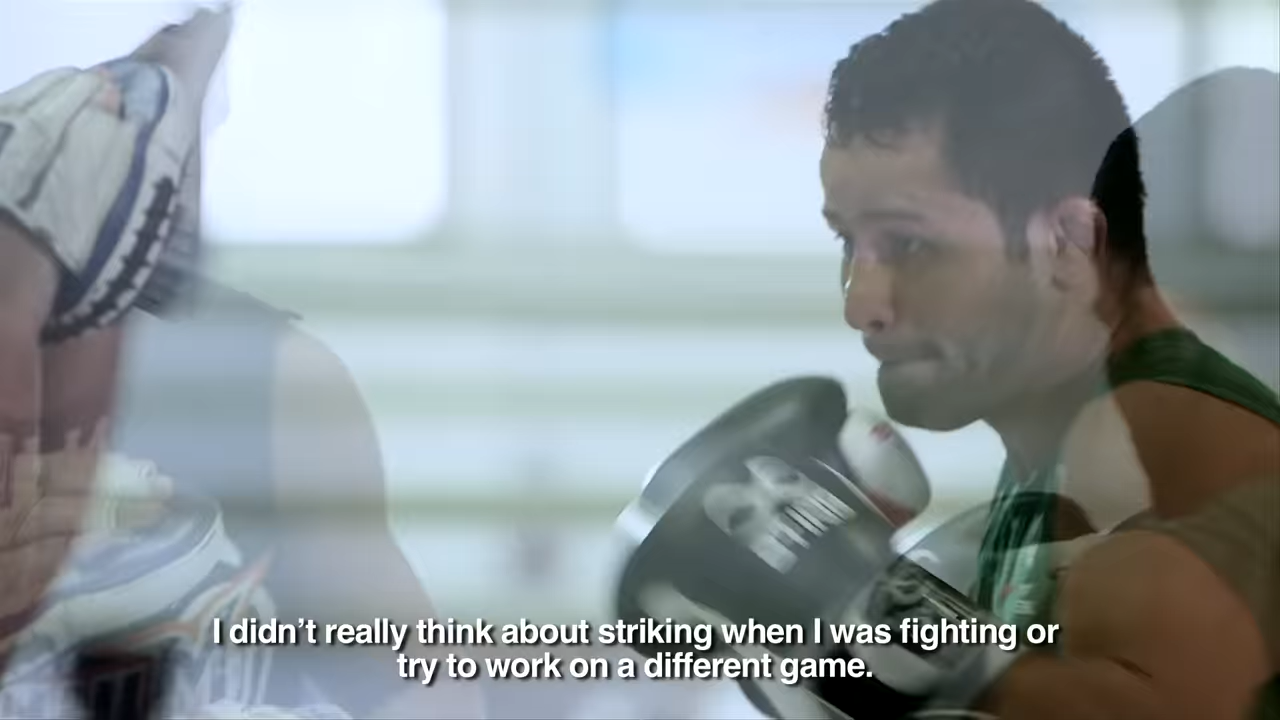 I didn't really think about striking when I was fighting or
try to work on a different game.